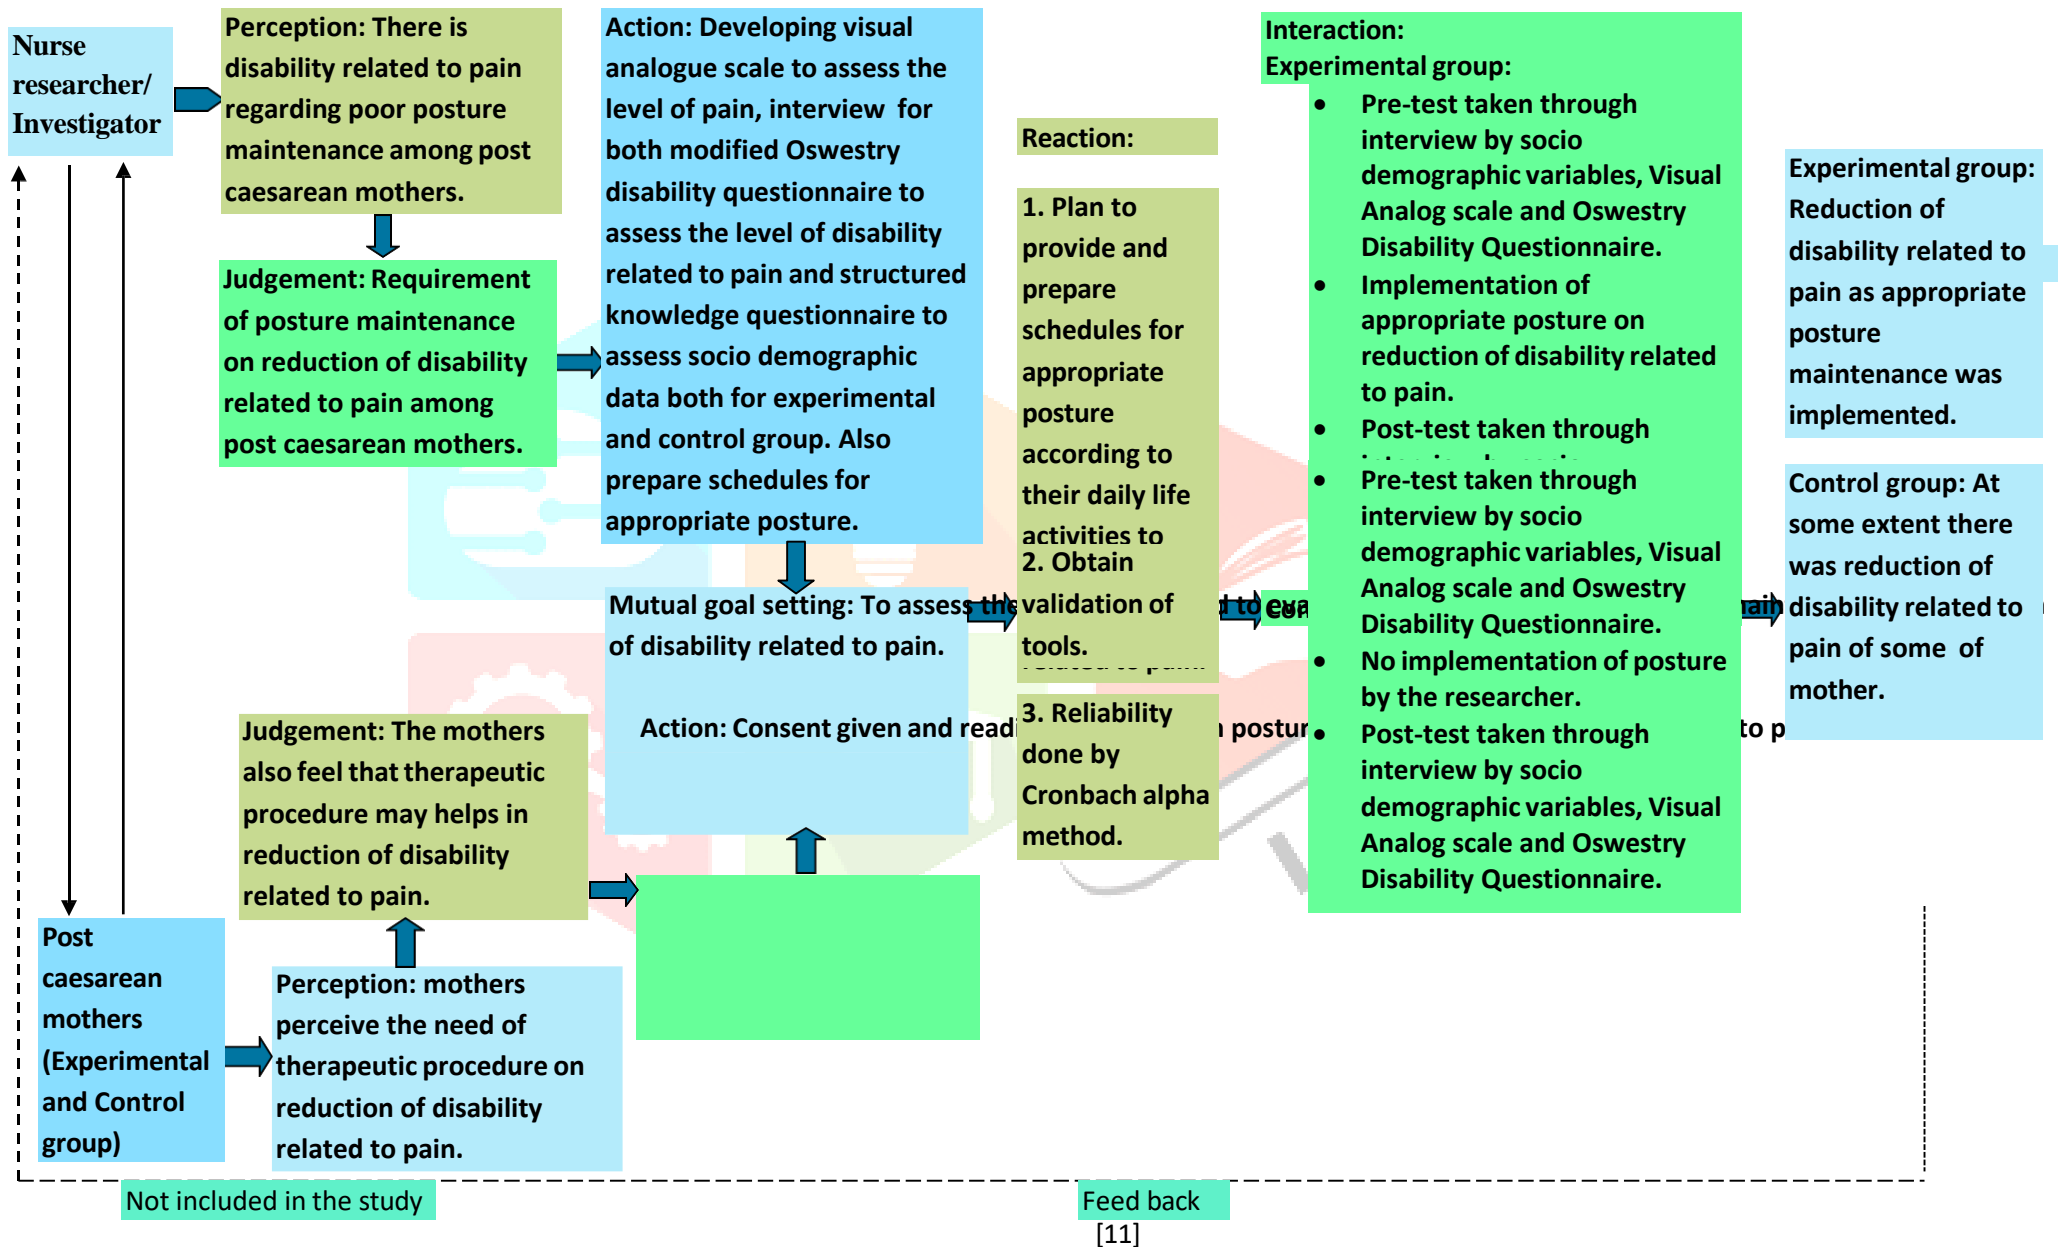 Nurse
researcher/
Investigator
Perception: There is
disability related to pain
regarding poor posture
maintenance among post
caesarean mothers.
Judgement: Requirement
of posture maintenance
on reduction of disability
related to pain among
post caesarean mothers.
Action: Developing visual
analogue scale to assess the
level of pain, interview for
both modified Oswestry
disability questionnaire to
assess the level of disability
related to pain and structured
knowledge questionnaire to
assess socio demographic
data both for experimental
and control group. Also
prepare schedules for
appropriate posture.
Mutual goal setting: To assess the
of disability related to pain.
Action: Consent given and
Judgement: The mothers
also feel that therapeutic
procedure may helps in
reduction of disability
related to pain.
Post
caesarean
mothers
(Experimental
and Control
group)
Perception: mothers
perceive the need of
therapeutic procedure on
reduction of disability
related to pain.
Reaction:
1. Plan to
provide and
prepare
schedules for
appropriate
posture
according to
their daily life
activities to
2. Obtain
validation of
tools.
related to pain.
3. Reliability
done by
Cronbach alpha
method.
Interaction:
Experimental group:
• Pre-test taken through
interview by socio
demographic variables, Visual
Analog scale and Oswestry
Disability Questionnaire.
• Implementation of
appropriate posture on
reduction of disability related
to pain.
• Post-test taken through
• Pre-test taken through
interview by socio
demographic variables, Visual
Analog scale and Oswestry
Disability Questionnaire.
• No implementation of posture
by the researcher.
• Post-test taken through
interview by socio
demographic variables, Visual
Analog scale and Oswestry
Disability Questionnaire.
to
Experimental group:
Reduction of
disability related to
pain as appropriate
posture
maintenance was
implemented.
Control group: At
some extent there
was reduction of
disability related to
pain of some of
mother.
Not included in the study
Feed back
[11]